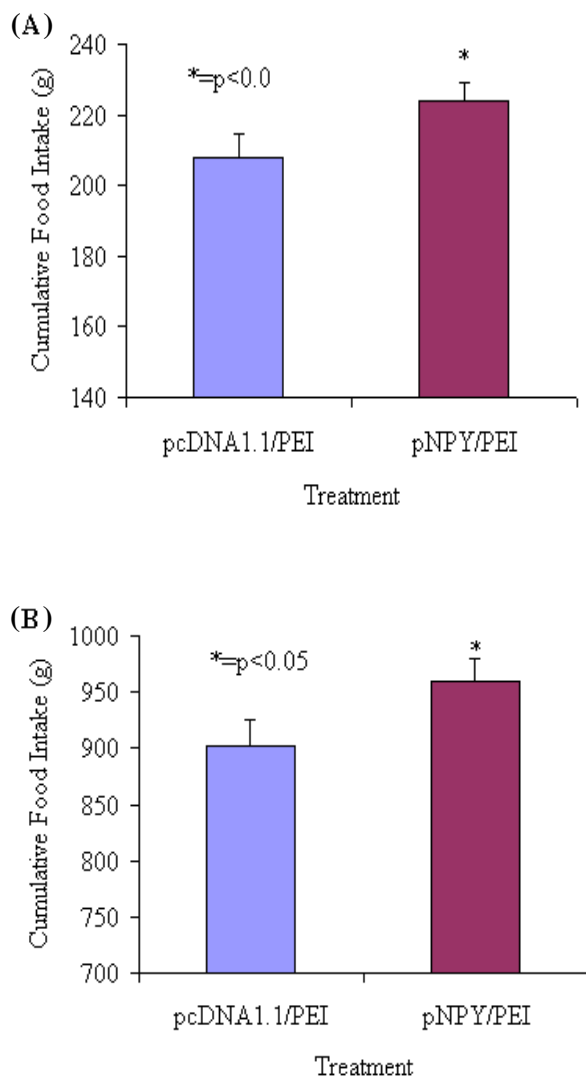 (A)
240
220
200
180
160
140
Cumulative Food Intake (g)
*=p<0.0
*
pcDNA1.1/PEI
pNPY/PEI
Treatment
(B)
1000
950
900
850
800
750
700
Cumulative Food Intake (g)
*=p<0.05
*
pcDNA1.1/PEI
pNPY/PEI
Treatment